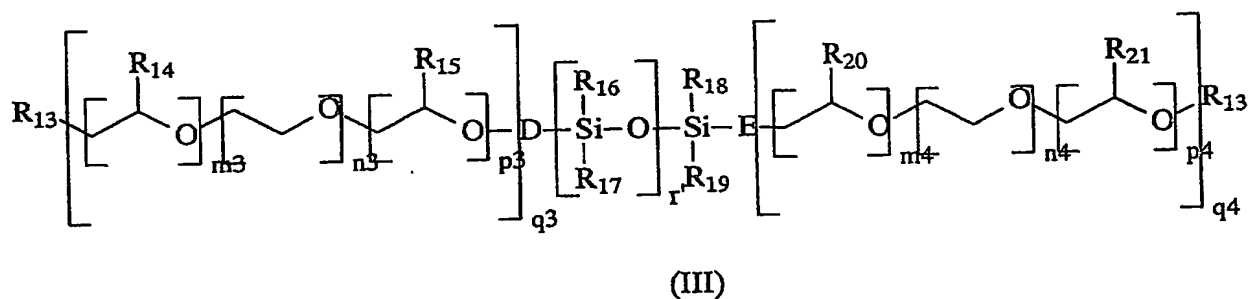 R14 R15 R16 R18 R20 R21
R13 O O O D Si O Si E O O O R13
m3 n3 p3 R17 r' R19 m4 n4 p4
q3 q4
(III)